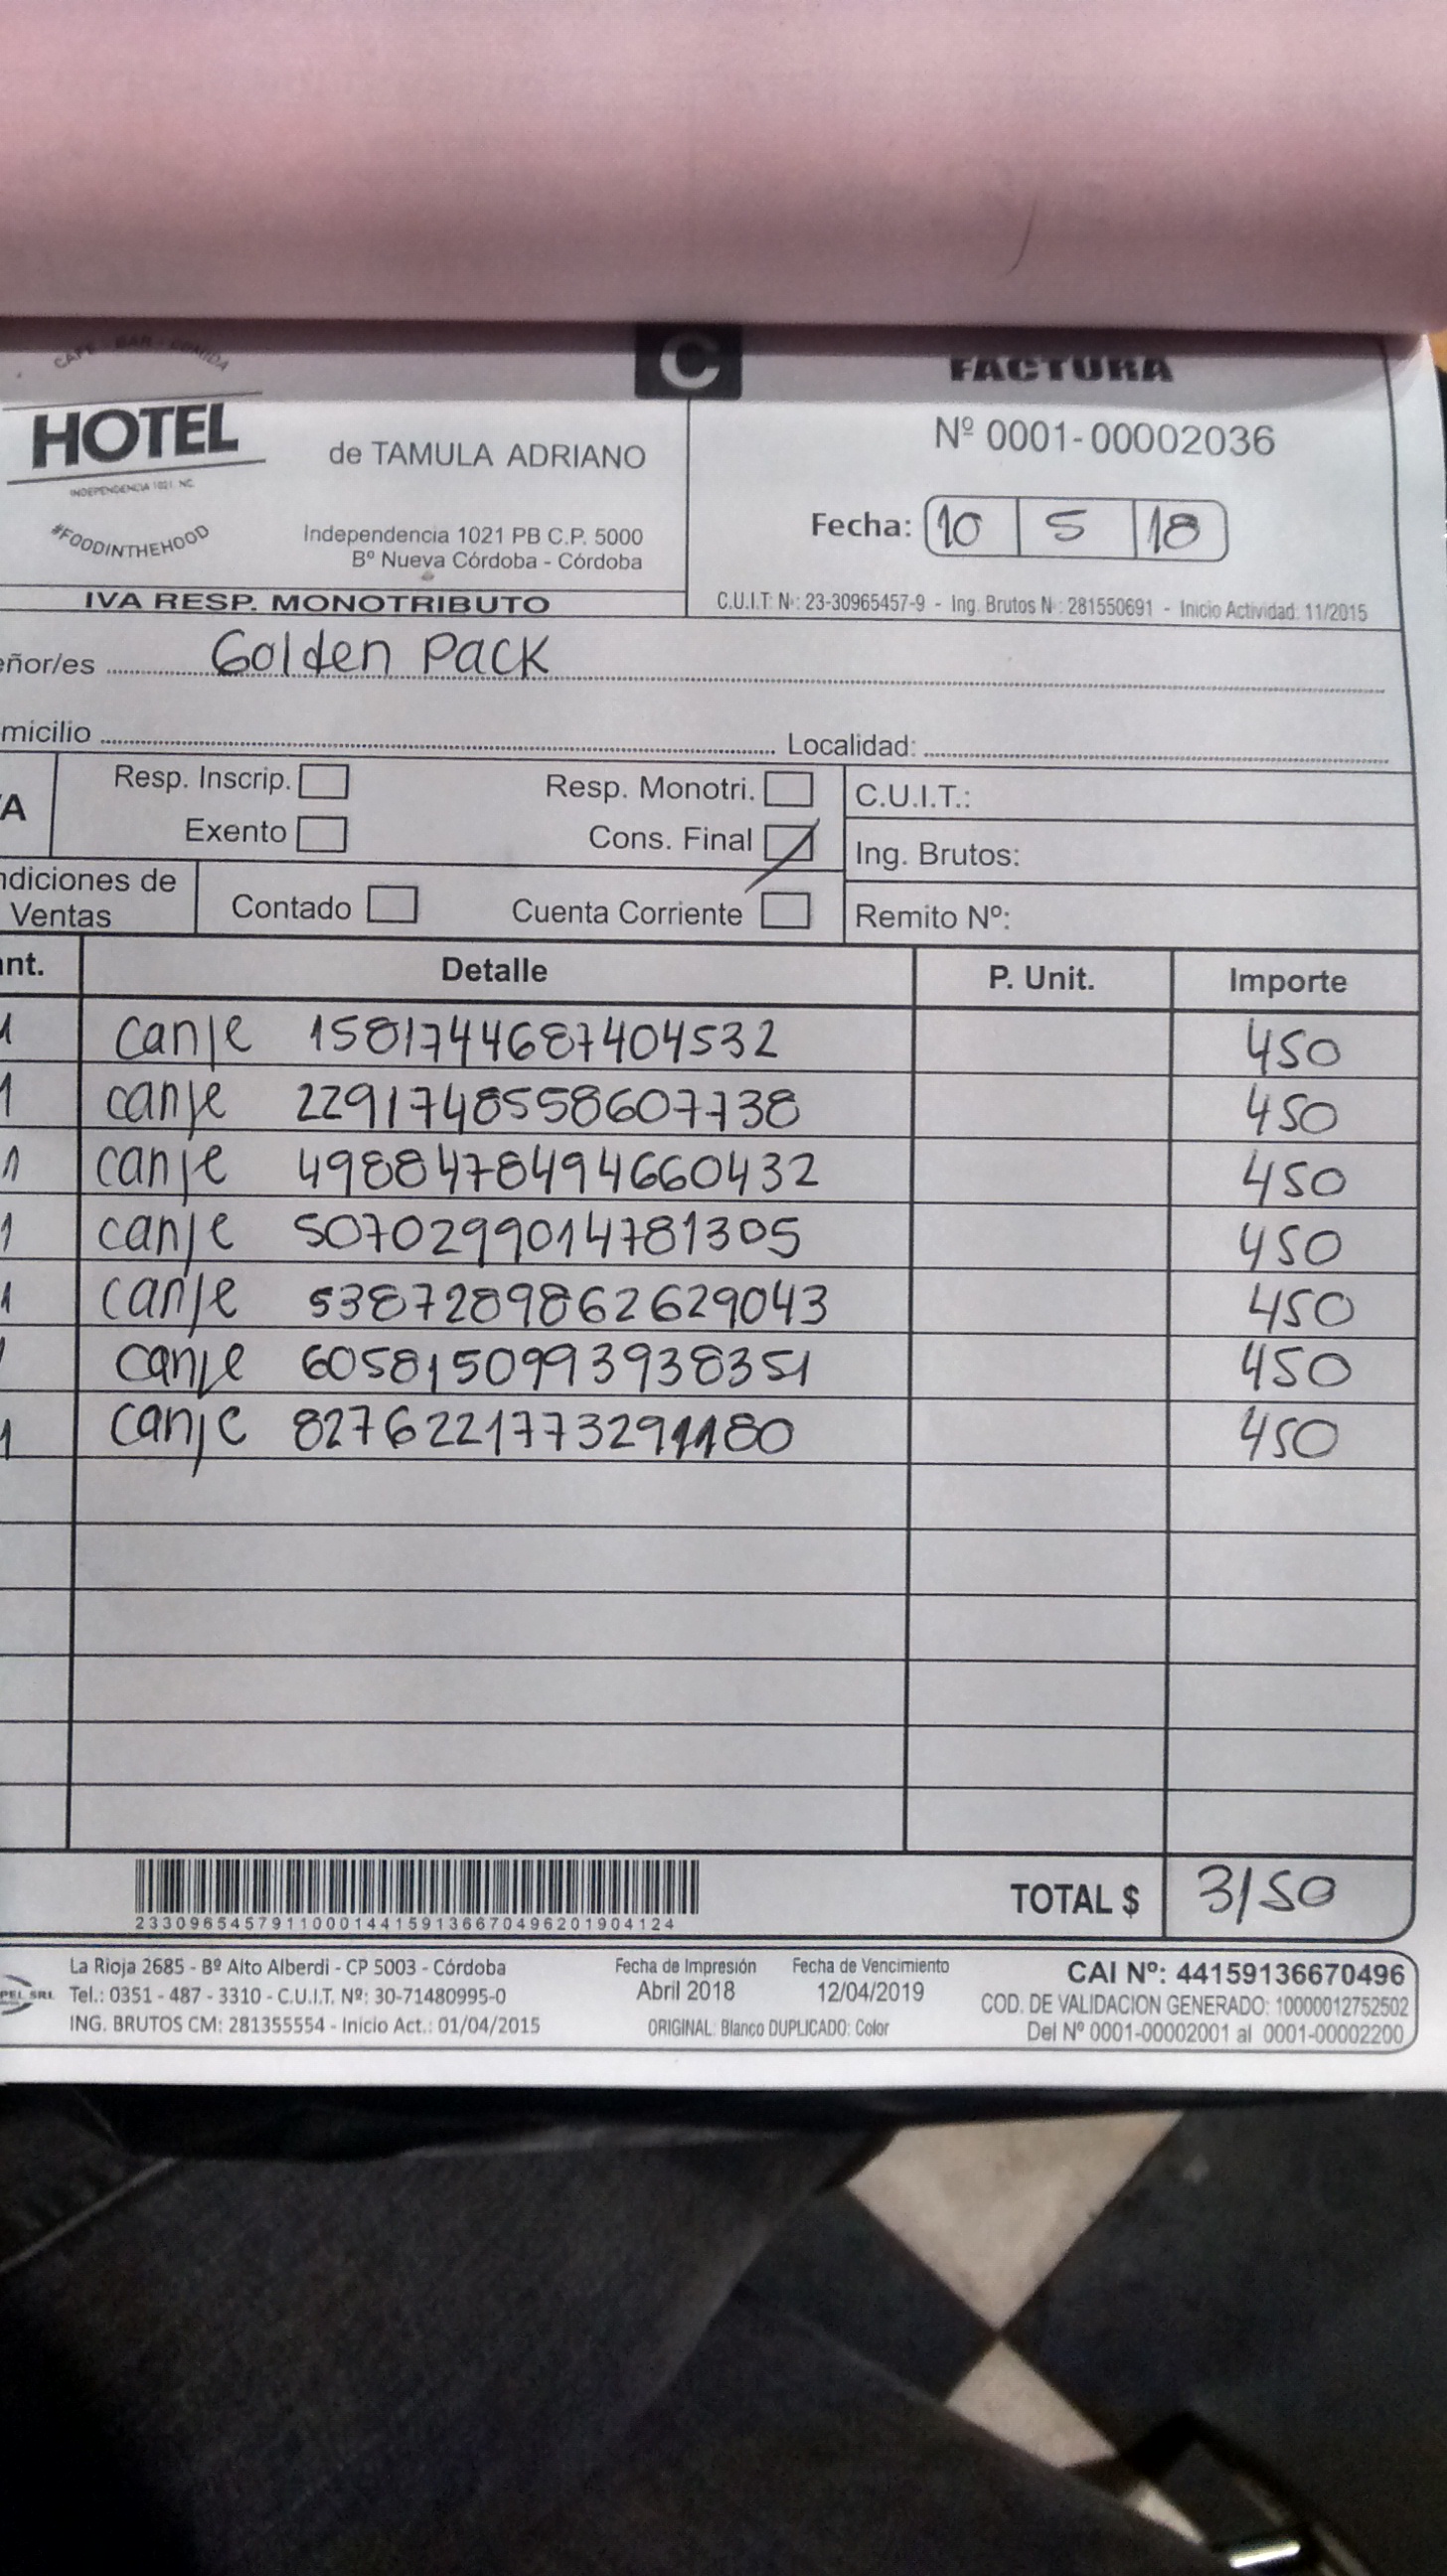 CAFE - BAR - COMIDA
C
FACTURA
HOTEL
INDEPENDENCIA 1021. NC.
#FOODINTHEHOOD
de TAMULA ADRIANO
Independencia 1021 PB C.P. 5000
Bº Nueva Córdoba - Córdoba
IVA RESP. MONOTRIBUTO
Nº 0001-00002036
Fecha: 10 5 18
C.U.I.T: Nº: 23-30965457-9 - Ing. Brutos Nº: 281550691 - Inicio Actividad: 11/2015
eñor/es Golden Pack
micilio Localidad:
A Resp. Inscrip. Resp. Monotri. C.U.I.T.:
Exento Cons. Final Ing. Brutos:
ndiciones de Ventas Contado Cuenta Corriente Remito Nº:
nt. Detalle P. Unit. Importe
1 canje 1581744687404532 450
1 canje 2291748558607738 450
1 canje 4988478494660432 450
1 canje 5070299014781305 450
1 canje 5387289862629043 450
1 canje 6058150993938351 450
1 canje 8276221773291180 450
TOTAL $ 3150
2330965457911000144159136670496201904124
PEL SRL
La Rioja 2685 - Bº Alto Alberdi - CP 5003 - Córdoba
Tel.: 0351 - 487 - 3310 - C.U.I.T. Nº: 30-71480995-0
ING. BRUTOS CM: 281355554 - Inicio Act.: 01/04/2015
Fecha de Impresión Fecha de Vencimiento
Abril 2018 12/04/2019
ORIGINAL: Blanco DUPLICADO: Color
CAI Nº: 44159136670496
COD. DE VALIDACION GENERADO: 10000012752502
Del Nº 0001-00002001 al 0001-00002200